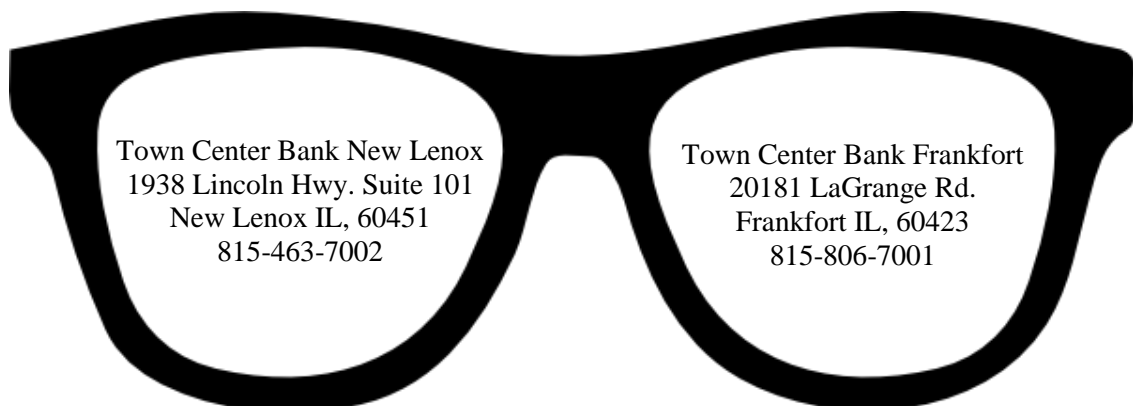 Town Center Bank New Lenox
1938 Lincoln Hwy. Suite 101
New Lenox IL, 60451
815-463-7002
Town Center Bank Frankfort
20181 LaGrange Rd.
Frankfort IL, 60423
815-806-7001